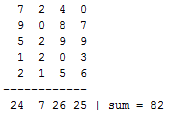 7 2 4 0
9 0 8 7
5 2 9 9
1 2 0 3
2 1 5 6
------------
24 7 26 25 | sum = 82